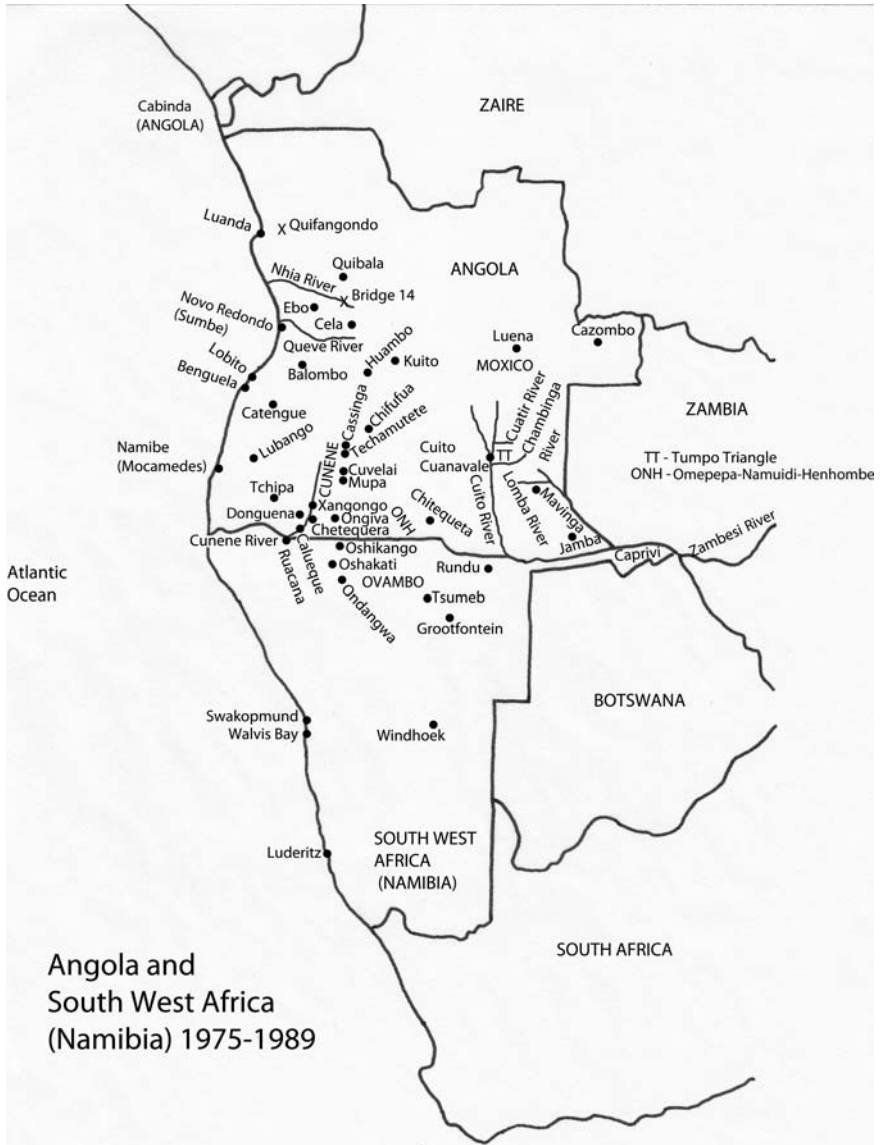 Cabinda
(ANGOLA)
ZAIRE
Luanda
X Quifangondo
Quibala
ANGOLA
Nhia River
X Bridge 14
Novo Redondo
(Sumbe)
Ebo
Cela
Queve River
Huambo
Luena
Cazombo
Lobito
Benguela
Balombo
Kuito
MOXICO
Catengue
Cassinga
Chifufua
Techamutete
Cuatir River
Chambinga
River
ZAMBIA
Namibe
(Mocamedes)
Lubango
CUNENE
Cuvelai
Mupa
Cuito
Cuanavale
TT
TT - Tumpo Triangle
ONH - Omepepa-Namuidi-Henhombe
Tchipa
Donguena
Xangongo
Ongiva
Chetequera
ONH
Chitequeta
Cuito River
Lomba River
Mavinga
Jamba
Cunene River
Ruacana
Calueque
Oshikango
Oshakati
OVAMBO
Ondangwa
Rundu
Caprivi
Zambesi River
Atlantic
Ocean
Tsumeb
Grootfontein
Swakopmund
Walvis Bay
Windhoek
BOTSWANA
Luderitz
SOUTH WEST
AFRICA
(NAMIBIA)
SOUTH AFRICA
Angola and
South West Africa
(Namibia) 1975-1989